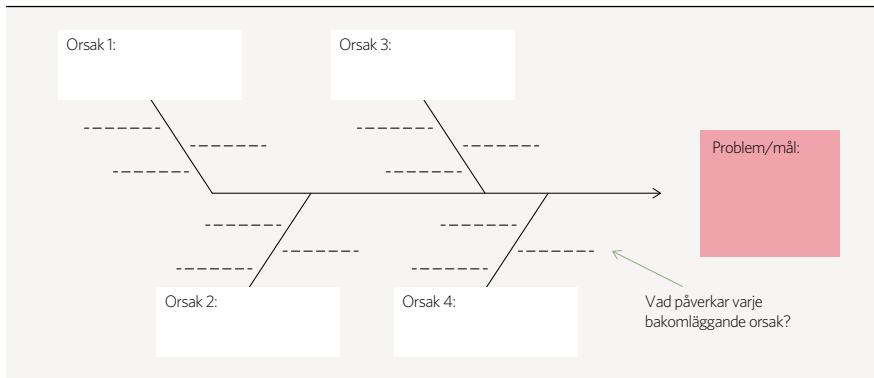 Orsak 1:
Orsak 3:
Problem/mål:
Orsak 2:
Orsak 4:
Vad påverkar varje
bakomläggande orsak?